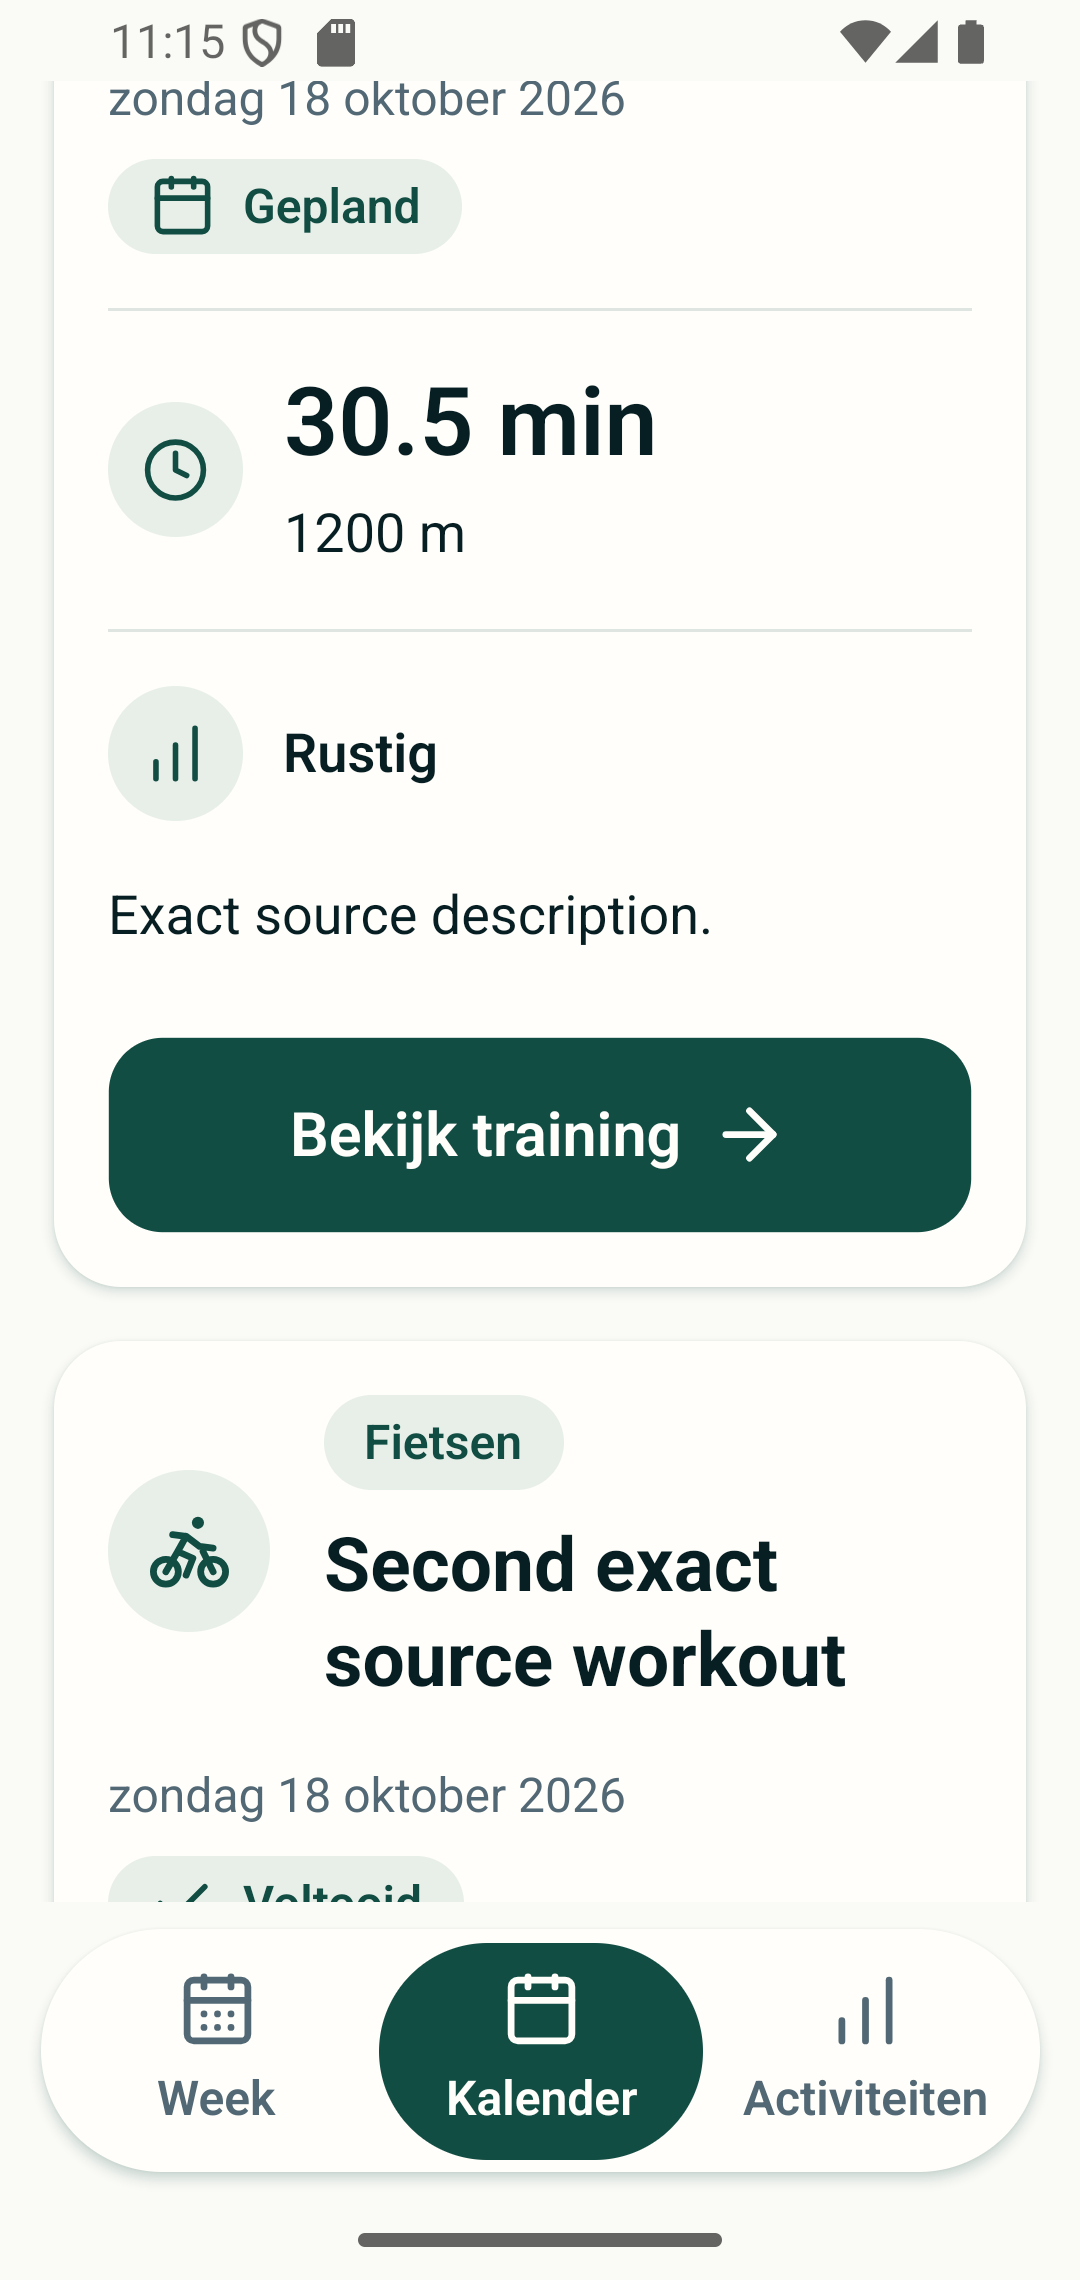 11:15
zondag 18 oktober 2026
Gepland
30.5 min
1200 m
Rustig
Exact source description.
Bekijk training
Fietsen
Second exact
source workout
zondag 18 oktober 2026
Voltooid
Week
Kalender
Activiteiten